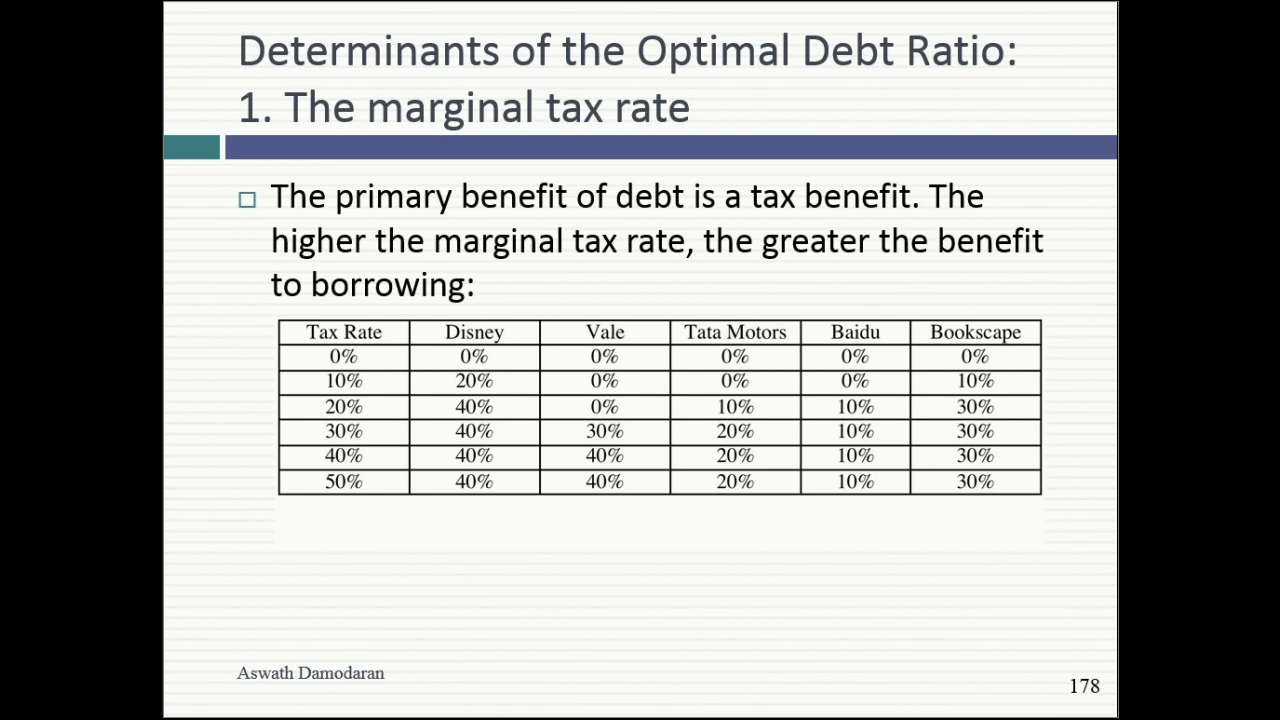 Determinants of the Optimal Debt Ratio:
1. The marginal tax rate
The primary benefit of debt is a tax benefit. The
higher the marginal tax rate, the greater the benefit
to borrowing:
Tax Rate Disney Vale Tata Motors Baidu Bookscape
0% 0% 0% 0% 0% 0%
10% 20% 0% 0% 0% 10%
20% 40% 0% 10% 10% 30%
30% 40% 30% 20% 10% 30%
40% 40% 40% 20% 10% 30%
50% 40% 40% 20% 10% 30%
Aswath Damodaran
178